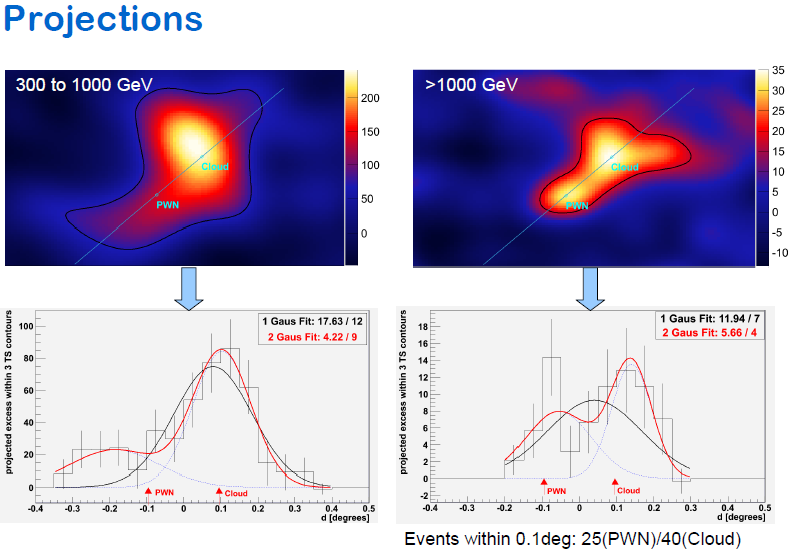 Projections
300 to 1000 GeV
Cloud
PWN
200
150
100
50
0
>1000 GeV
Cloud
PWN
35
30
25
20
15
10
5
0
-5
-10
projected excess within 3 TS contours
1 Gaus Fit: 17.63 / 12
2 Gaus Fit: 4.22 / 9
100
80
60
40
20
0
PWN
Cloud
-0.4 -0.3 -0.2 -0.1 0 0.1 0.2 0.3 0.4 0.5
d [degrees]
projected excess within 3 TS contours
1 Gaus Fit: 11.94 / 7
2 Gaus Fit: 5.66 / 4
18
16
14
12
10
8
6
4
2
0
-2
PWN
Cloud
-0.4 -0.3 -0.2 -0.1 0 0.1 0.2 0.3 0.4 0.5
d [degrees]
Events within 0.1deg: 25(PWN)/40(Cloud)